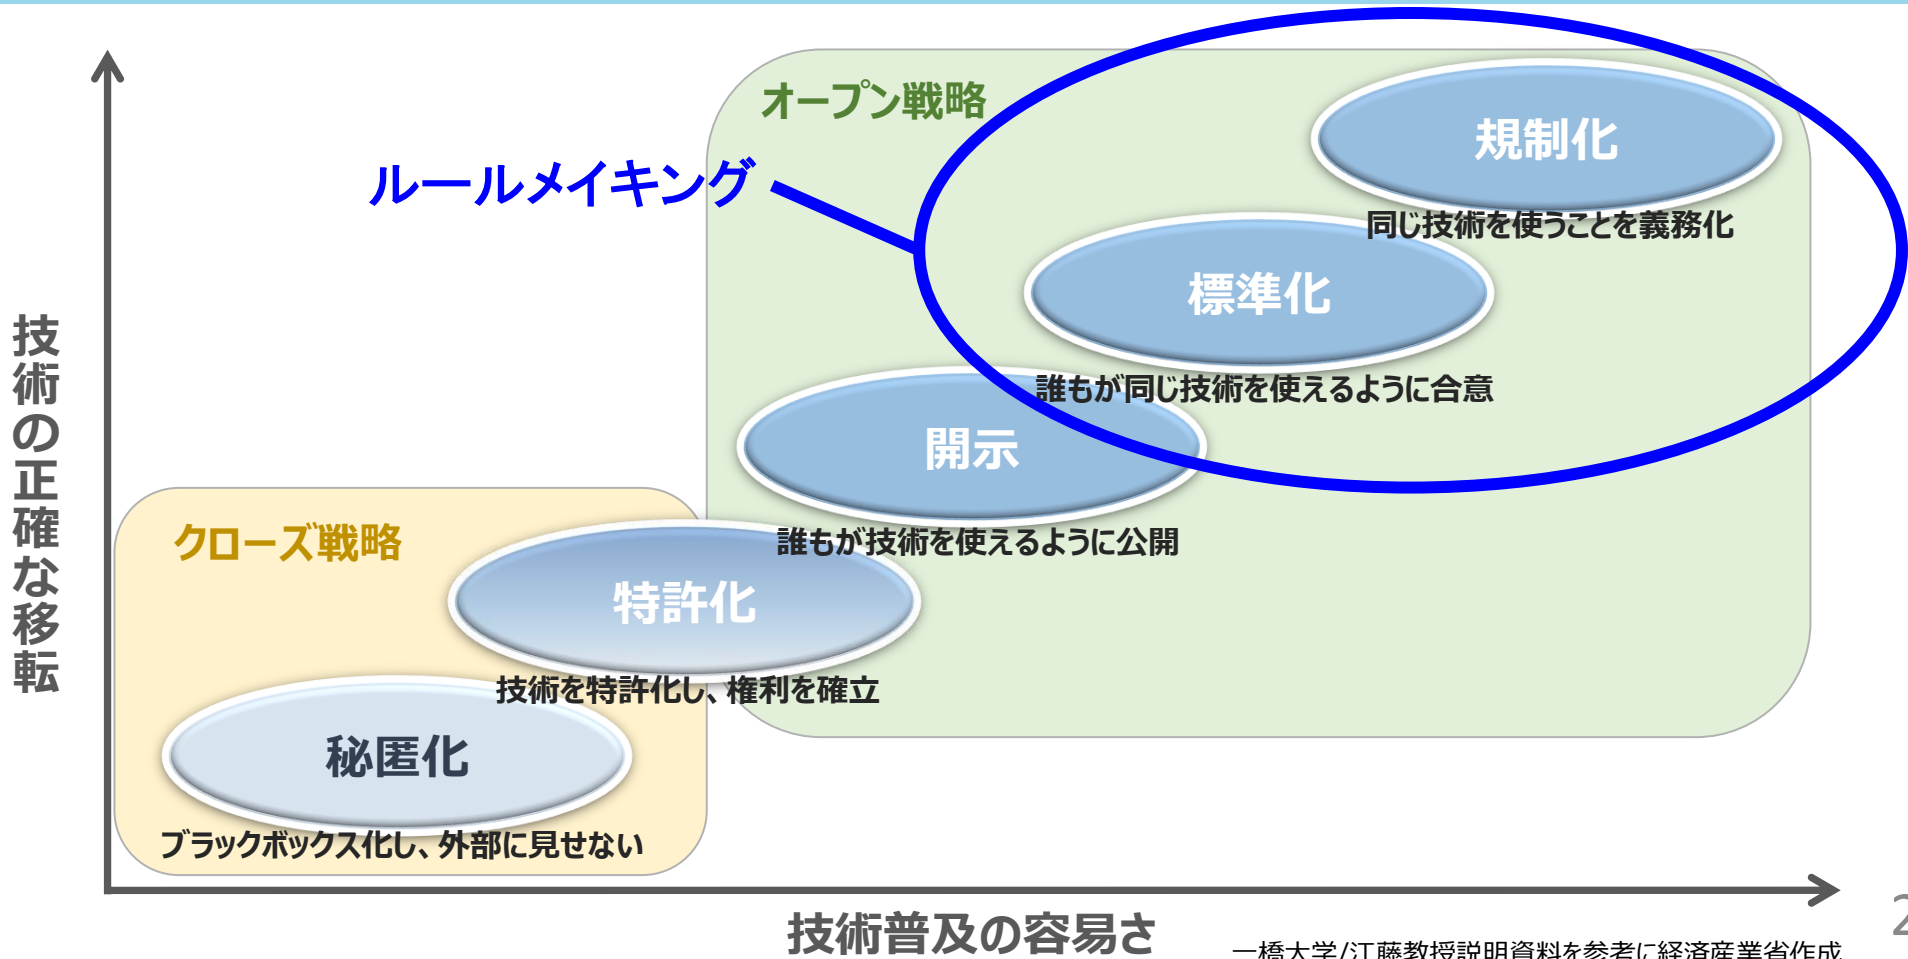 オープン戦略
規制化
ルールメイキング
同じ技術を使うことを義務化
標準化
誰もが同じ技術を使えるように合意
開示
誰もが技術を使えるように公開
クローズ戦略
特許化
技術を特許化し、権利を確立
秘匿化
ブラックボックス化し、外部に見せない
技術の正確な移転
技術普及の容易さ
一橋大学/江藤教授説明資料を参考に経済産業省作成
2